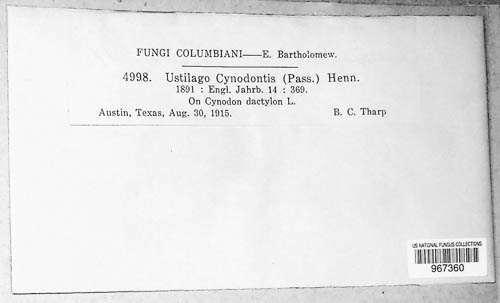 FUNGI COLUMBIANI—E. Bartholomew.
4998. Ustilago Cynodontis (Pass.) Henn.
1891 : Engl. Jahrb. 14 : 369.
On Cynodon dactylon L.
Austin, Texas, Aug. 30, 1915. B. C. Tharp
US NATIONAL FUNGUS COLLECTIONS
967360